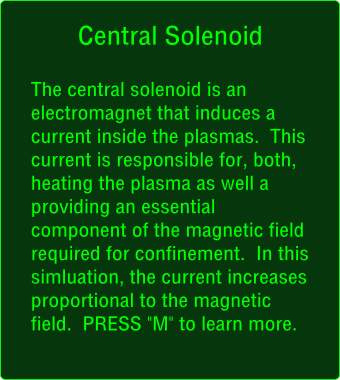 Central Solenoid
The central solenoid is an
electromagnet that induces a
current inside the plasmas.  This
current is responsible for, both,
heating the plasma as well a
providing an essential
component of the magnetic field
required for confinement.  In this
simluation, the current increases
proportional to the magnetic
field.  PRESS "M" to learn more.